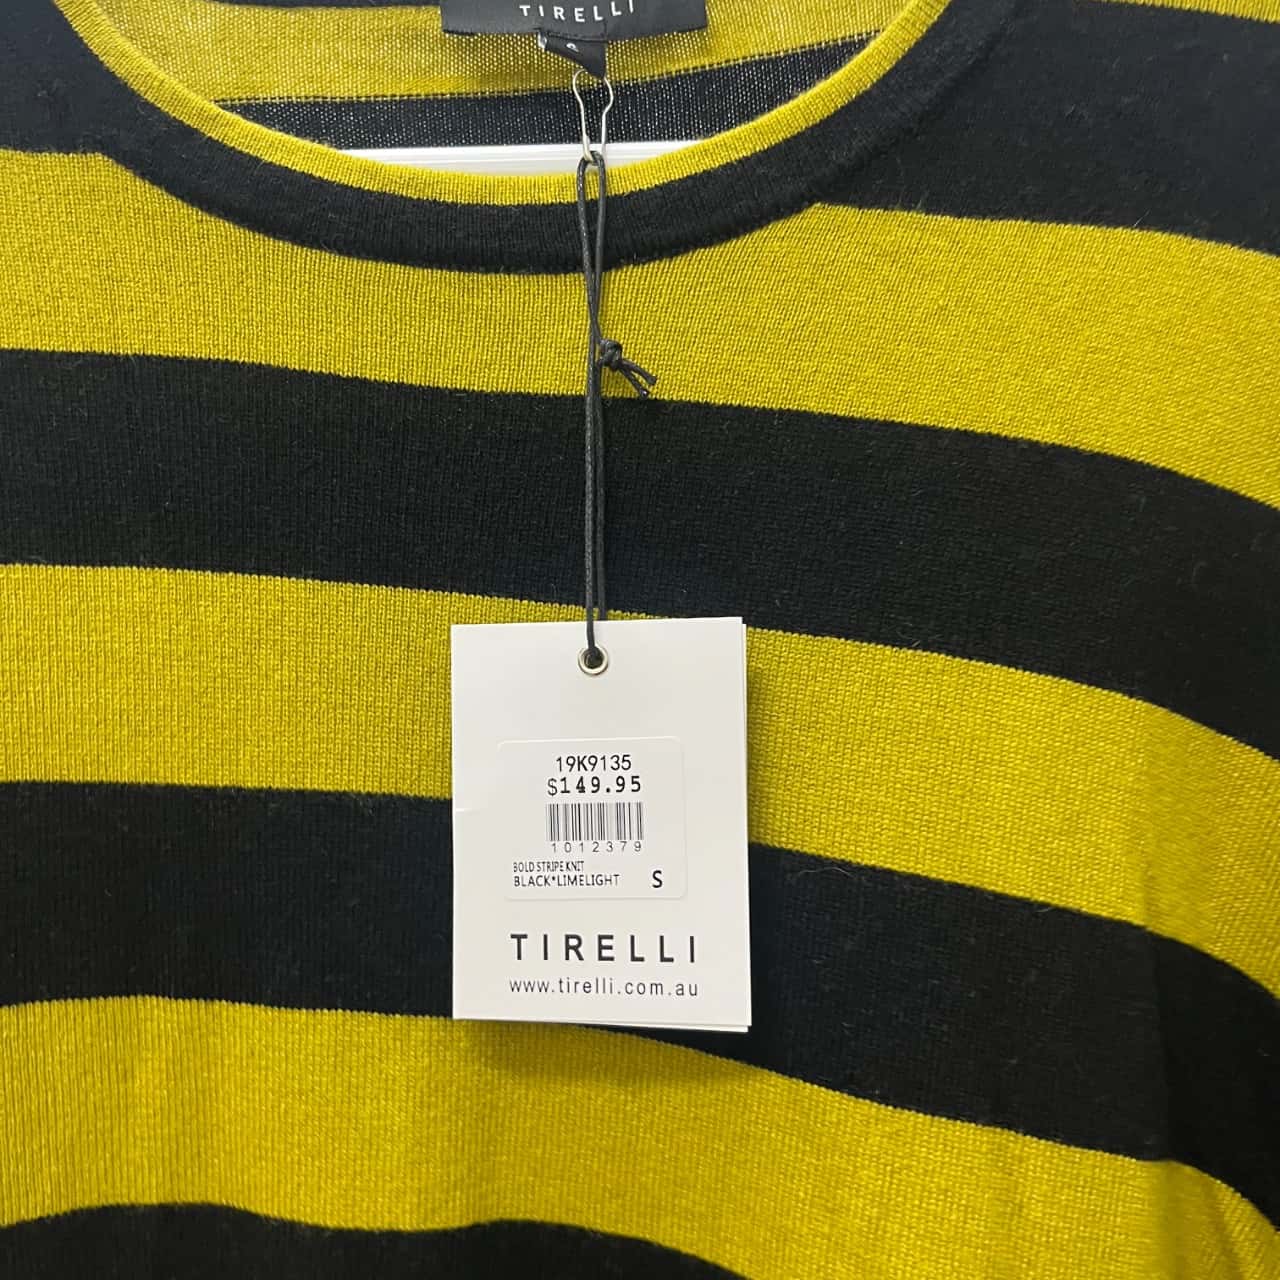 TIRELLI
19K9135
$149.95
1012379
BOLD STRIPE KNIT
BLACK*LIMELIGHT S
TIRELLI
www.tirelli.com.au